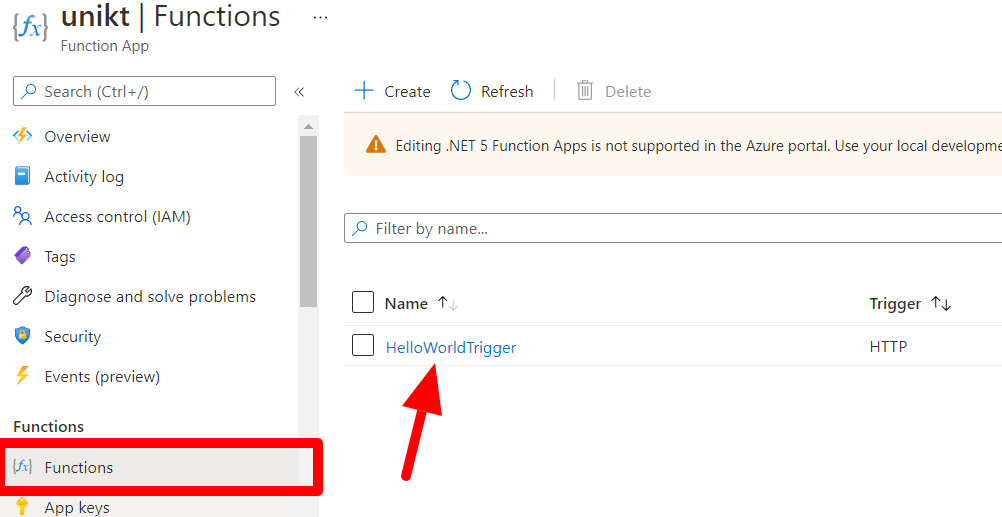 unikt | Functions ...
Function App
Search (Ctrl+/)
«
Overview
Activity log
Access control (IAM)
Tags
Diagnose and solve problems
Security
Events (preview)
Functions
Functions
App keys
Create Refresh Delete
Editing .NET 5 Function Apps is not supported in the Azure portal. Use your local developme
Filter by name...
Name ↑↓ Trigger ↑↓
HelloWorldTrigger HTTP